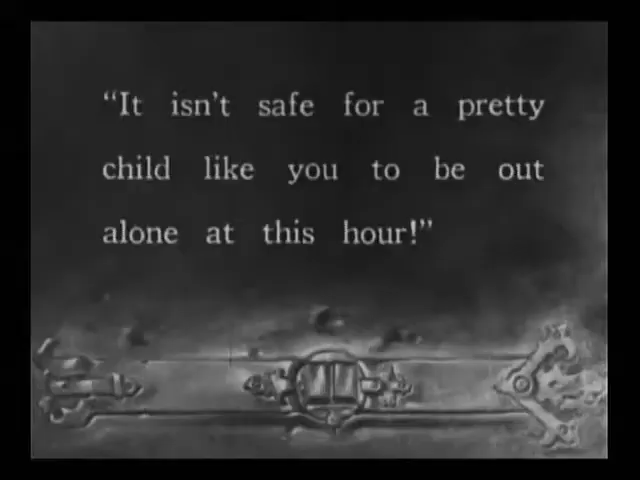 “It isn't safe for a pretty
child like you to be out
alone at this hour!”